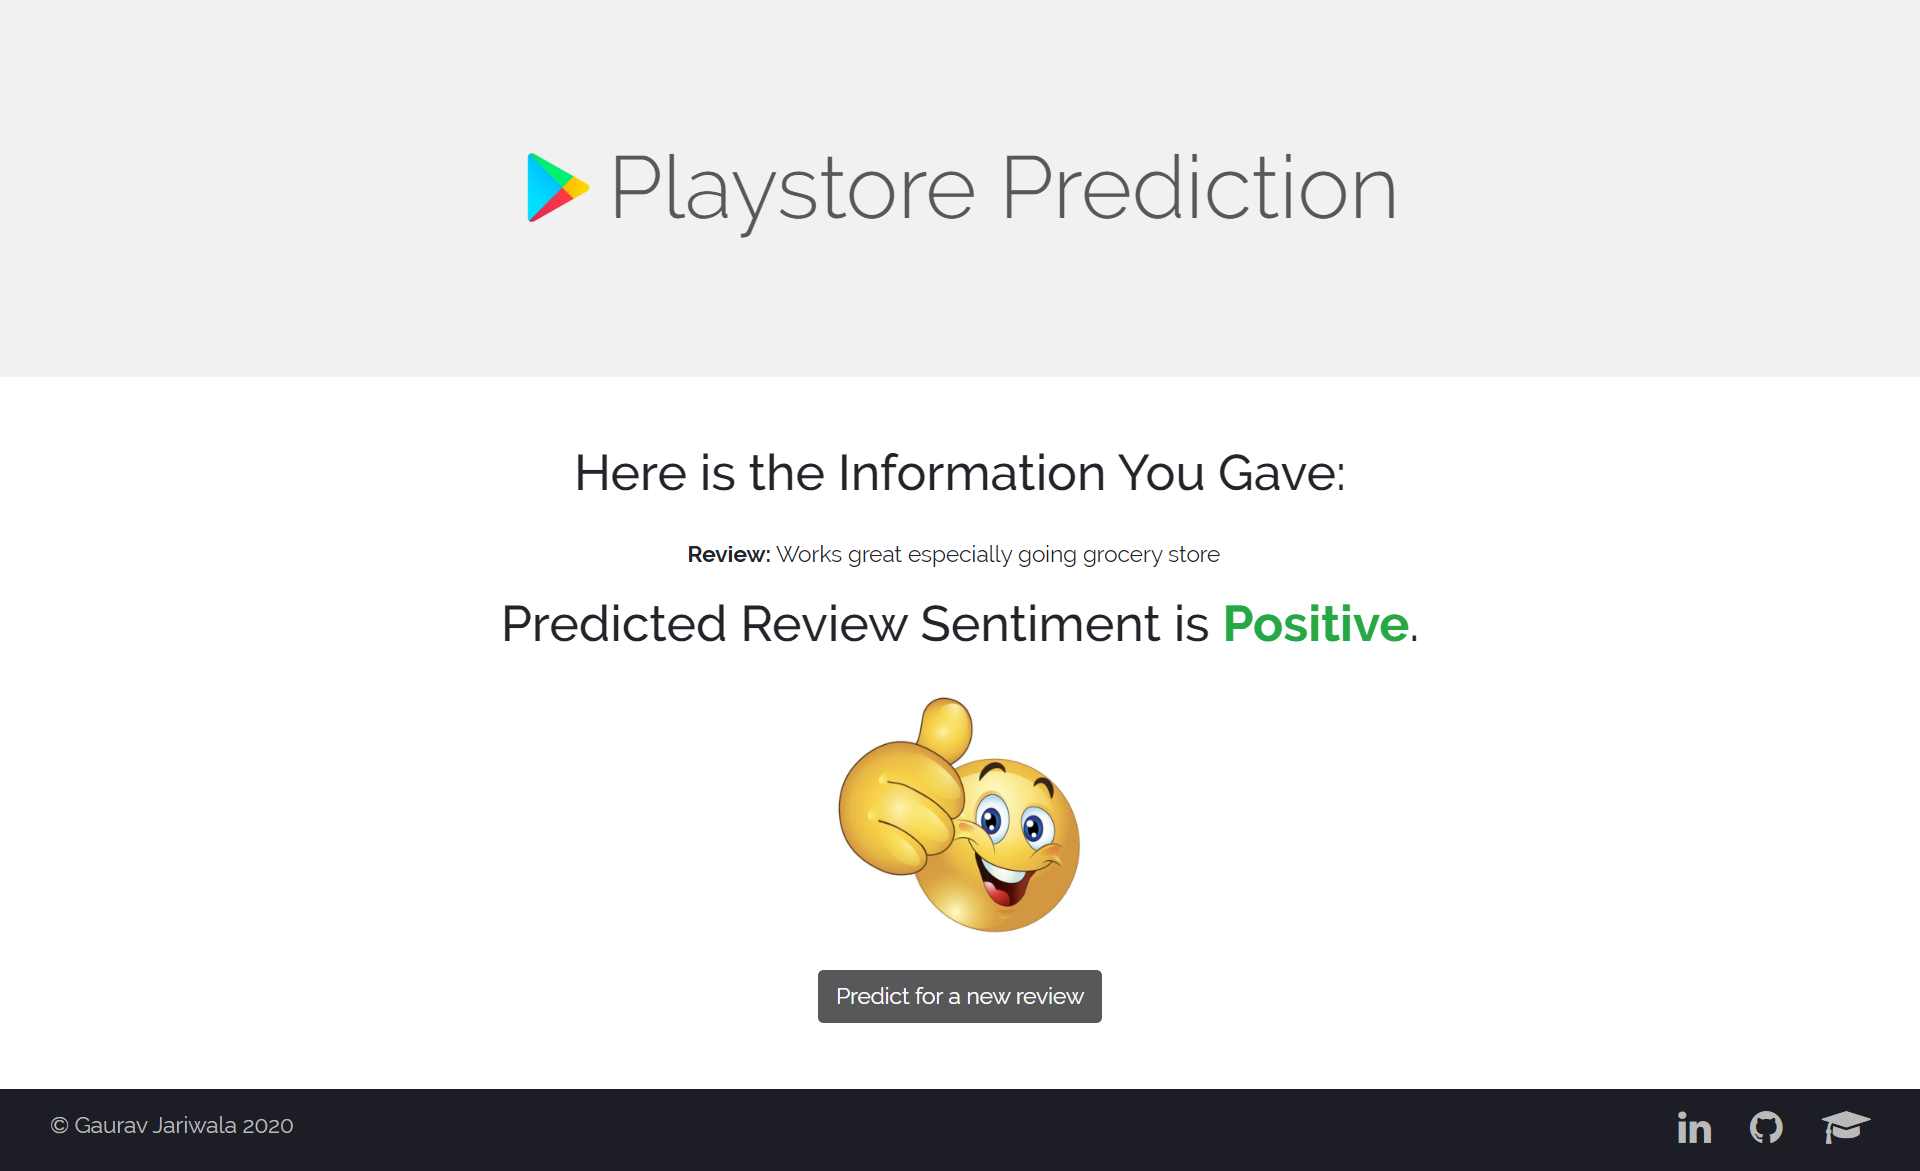 Playstore Prediction
Here is the Information You Gave:
Review: Works great especially going grocery store
Predicted Review Sentiment is Positive.
Predict for a new review
© Gaurav Jariwala 2020